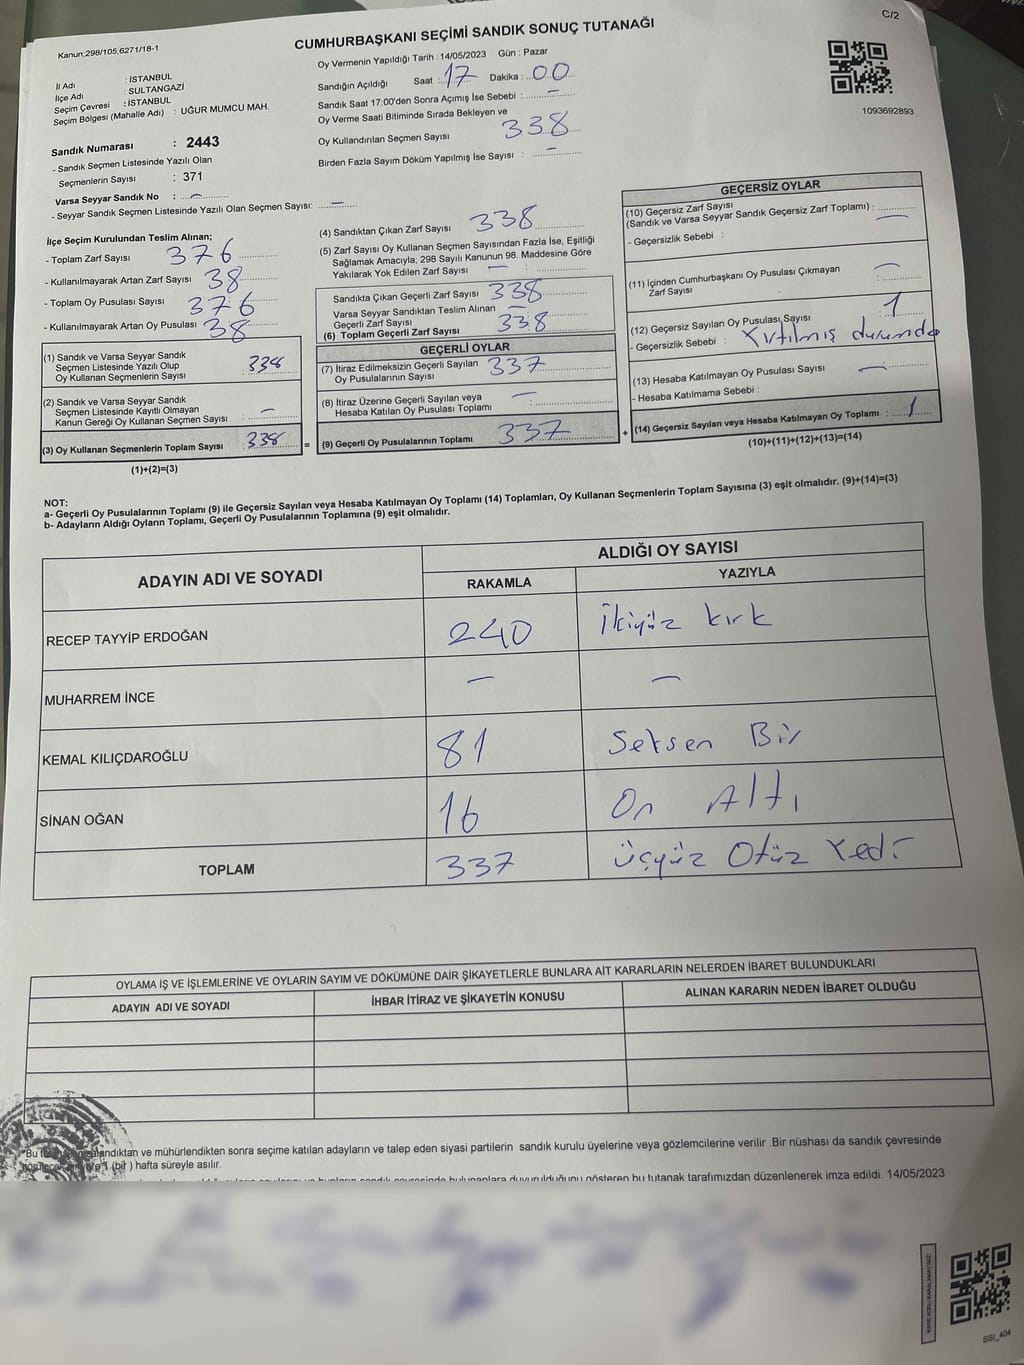 C/2
Kanun:298/105,6271/18-1
CUMHURBAŞKANI SEÇİMİ SANDIK SONUÇ TUTANAĞI
Oy Vermenin Yapıldığı Tarih :14/05/2023 Gün : Pazar
İl Adı : İSTANBUL
İlçe Adı : SULTANGAZİ
Seçim Çevresi : İSTANBUL
Seçim Bölgesi (Mahalle Adı) : UĞUR MUMCU MAH.
Sandık Numarası : 2443
- Sandık Seçmen Listesinde Yazılı Olan
Seçmenlerin Sayısı : 371
Varsa Seyyar Sandık No : —
- Seyyar Sandık Seçmen Listesinde Yazılı Olan Seçmen Sayısı: —
Sandığın Açıldığı Saat : 17 Dakika : 00
Sandık Saat 17:00'den Sonra Açımış İse Sebebi : —
Oy Verme Saati Bitiminde Sırada Bekleyen ve
Oy Kullandırılan Seçmen Sayısı 338
Birden Fazla Sayım Döküm Yapılmış İse Sayısı : —
1093692893
İlçe Seçim Kurulundan Teslim Alınan;
- Toplam Zarf Sayısı 376
- Kullanılmayarak Artan Zarf Sayısı 38
- Toplam Oy Pusulası Sayısı 376
- Kullanılmayarak Artan Oy Pusulası 38
(1) Sandık ve Varsa Seyyar Sandık
Seçmen Listesinde Yazılı Olup
Oy Kullanan Seçmenlerin Sayısı : 338
(2) Sandık ve Varsa Seyyar Sandık
Seçmen Listesinde Kayıtlı Olmayan
Kanun Gereği Oy Kullanan Seçmen Sayısı : —
(3) Oy Kullanan Seçmenlerin Toplam Sayısı : 338
(1)+(2)=(3)
=
(4) Sandıktan Çıkan Zarf Sayısı 338
(5) Zarf Sayısı Oy Kullanan Seçmen Sayısından Fazla İse, Eşitliği
Sağlamak Amacıyla, 298 Sayılı Kanunun 98. Maddesine Göre
Yakılarak Yok Edilen Zarf Sayısı — :
Sandıkta Çıkan Geçerli Zarf Sayısı 338
Varsa Seyyar Sandıktan Teslim Alınan —
Geçerli Zarf Sayısı
(6) Toplam Geçerli Zarf Sayısı 338
GEÇERLİ OYLAR
(7) İtiraz Edilmeksizin Geçerli Sayılan
Oy Pusulalarının Sayısı 337
(8) İtiraz Üzerine Geçerli Sayılan veya
Hesaba Katılan Oy Pusulası Toplamı : —
(9) Geçerli Oy Pusulalarının Toplamı 337
+
GEÇERSİZ OYLAR
(10) Geçersiz Zarf Sayısı
(Sandık ve Varsa Seyyar Sandık Geçersiz Zarf Toplamı) : —
- Geçersizlik Sebebi :
(11) İçinden Cumhurbaşkanı Oy Pusulası Çıkmayan
Zarf Sayısı : —
(12) Geçersiz Sayılan Oy Pusulası Sayısı : 1
- Geçersizlik Sebebi : Yırtılmış durumda
(13) Hesaba Katılmayan Oy Pusulası Sayısı : —
- Hesaba Katılmama Sebebi :
(14) Geçersiz Sayılan veya Hesaba Katılmayan Oy Toplamı : 1
(10)+(11)+(12)+(13)=(14)
NOT:
a- Geçerli Oy Pusulalarının Toplamı (9) ile Geçersiz Sayılan veya Hesaba Katılmayan Oy Toplamı (14) Toplamları, Oy Kullanan Seçmenlerin Toplam Sayısına (3) eşit olmalıdır. (9)+(14)=(3)
b- Adayların Aldığı Oyların Toplamı, Geçerli Oy Pusulalarının Toplamına (9) eşit olmalıdır.
ADAYIN ADI VE SOYADI
ALDIĞI OY SAYISI
RAKAMLA YAZIYLA
RECEP TAYYİP ERDOĞAN 240 İkiyüz kırk
MUHARREM İNCE — —
KEMAL KILIÇDAROĞLU 81 Seksen Bir
SİNAN OĞAN 16 On Altı
TOPLAM 337 Üçyüz Otuz Yedi
OYLAMA İŞ VE İŞLEMLERİNE VE OYLARIN SAYIM VE DÖKÜMÜNE DAİR ŞİKAYETLERLE BUNLARA AİT KARARLARIN NELERDEN İBARET BULUNDUKLARI
ADAYIN ADI VE SOYADI İHBAR İTİRAZ VE ŞİKAYETİN KONUSU ALINAN KARARIN NEDEN İBARET OLDUĞU
"Bu mühürlendikten sonra seçime katılan adayların ve talep eden siyasi partilerin sandık kurulu üyelerine veya gözlemcilerine verilir .Bir nüshası da sandık çevresinde
1 (bir) hafta süreyle asılır.
bulunanlara duyurulduğunu gösteren bu tutanak tarafımızdan düzenlenerek imza edildi. 14/05/2023
SSİ_404